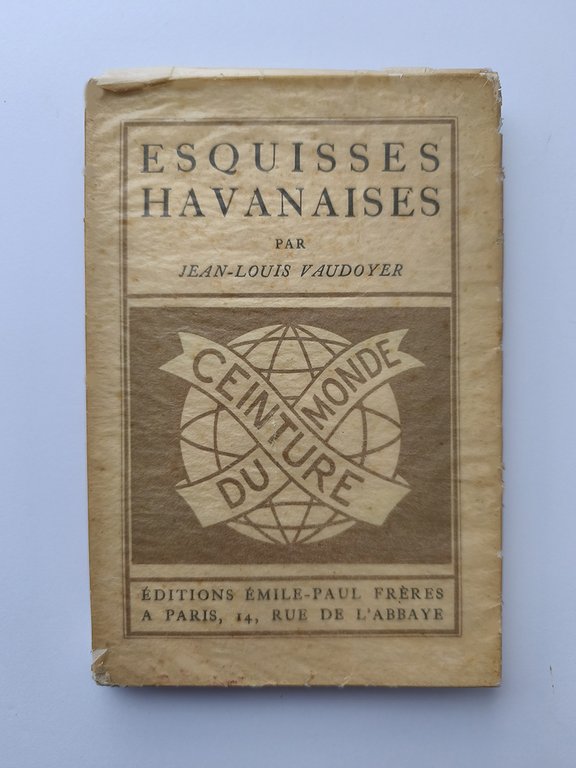 ESQUISSES
HAVANAISES
PAR
JEAN-LOUIS VAUDOYER
CEINTURE
DU MONDE
ÉDITIONS ÉMILE-PAUL FRÈRES
A PARIS, 14, RUE DE L'ABBAYE